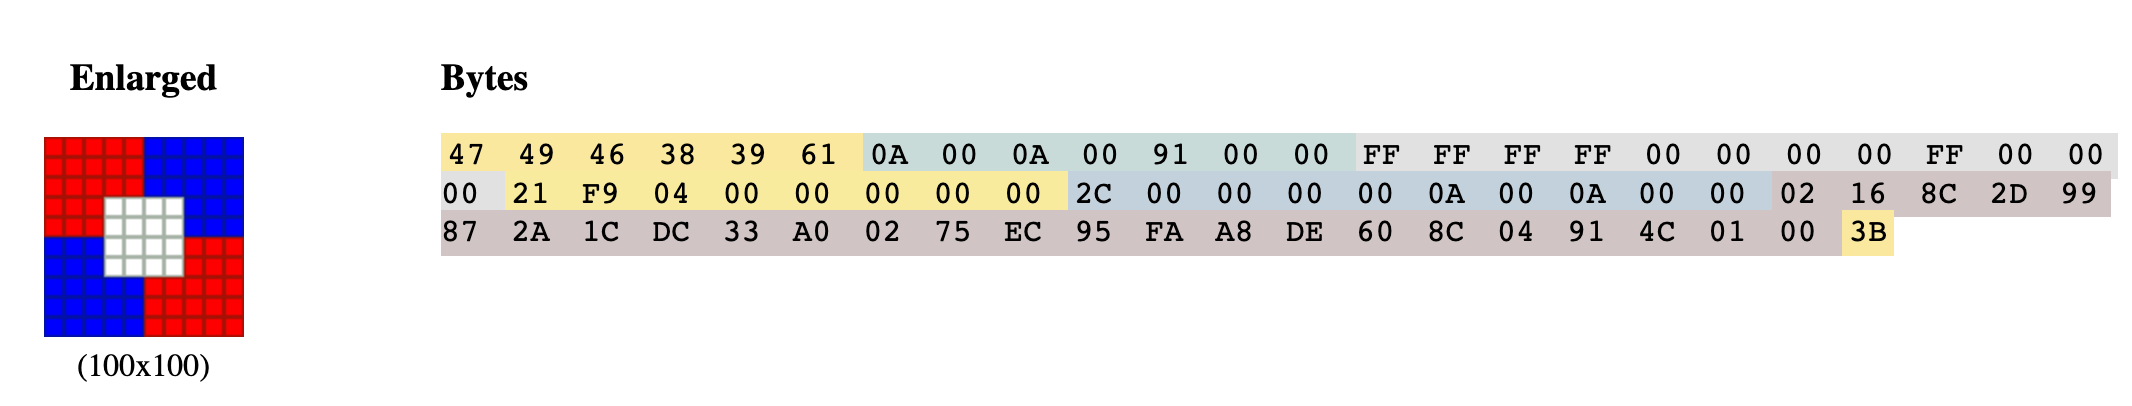 Enlarged
(100x100)
Bytes
47 49 46 38 39 61 0A 00 0A 00 91 00 00 FF FF FF FF 00 00 00 00 FF 00 00
00 21 F9 04 00 00 00 00 00 2C 00 00 00 00 0A 00 0A 00 00 02 16 8C 2D 99
87 2A 1C DC 33 A0 02 75 EC 95 FA A8 DE 60 8C 04 91 4C 01 00 3B